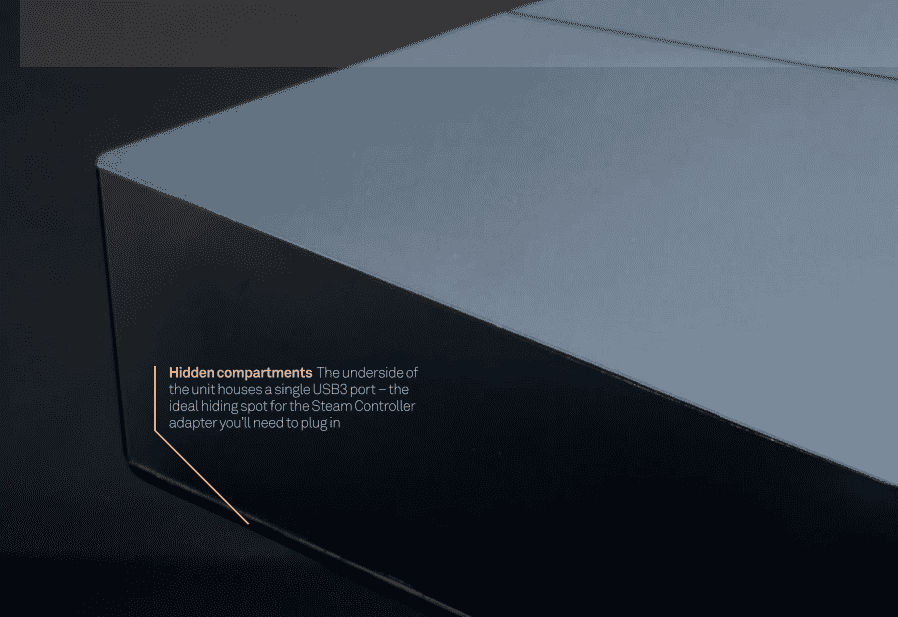 Hidden compartments The underside of
the unit houses a single USB3 port – the
ideal hiding spot for the Steam Controller
adapter you’ll need to plug in